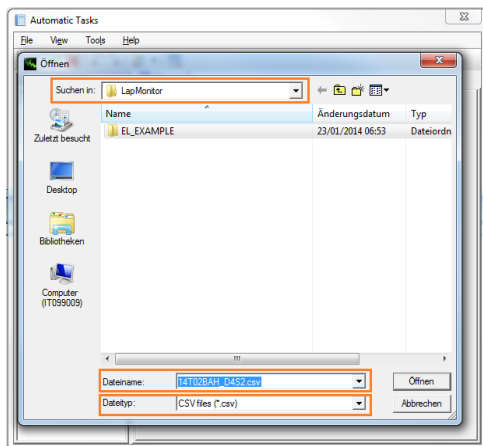 Automatic Tasks
File View Tools Help
Öffnen
Suchen in: LapMonitor
Name Änderungsdatum Typ
EL_EXAMPLE 23/01/2014 06:53 Dateiordn
Zuletzt besucht
Desktop
Bibliotheken
Computer
(IT099009)
Dateiname: 14T02BAH_D4S2.csv Öffnen
Dateityp: CSV files (*.csv) Abbrechen